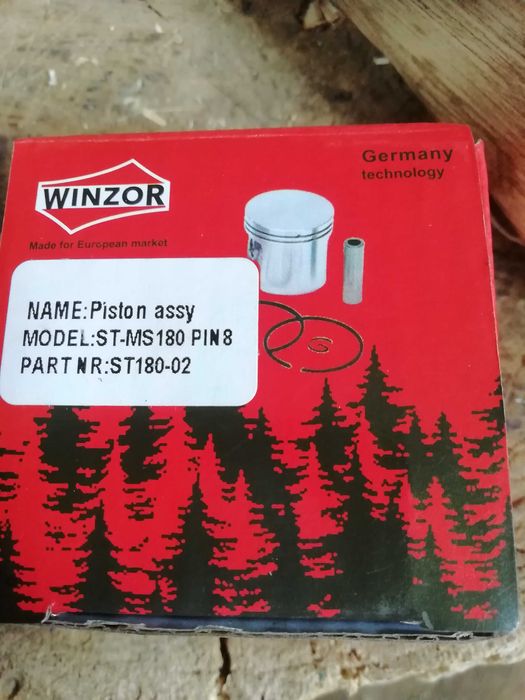 WINZOR
Germany
technology
Made for European market
NAME:Piston assy
MODEL:ST-MS180 PIN8
PART NR:ST180-02